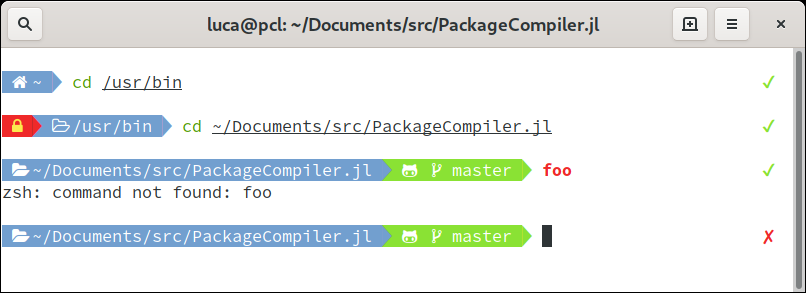 luca@pcl: ~/Documents/src/PackageCompiler.jl
~ cd /usr/bin ✓
/usr/bin cd ~/Documents/src/PackageCompiler.jl ✓
~/Documents/src/PackageCompiler.jl master foo ✓
zsh: command not found: foo
~/Documents/src/PackageCompiler.jl master ✗